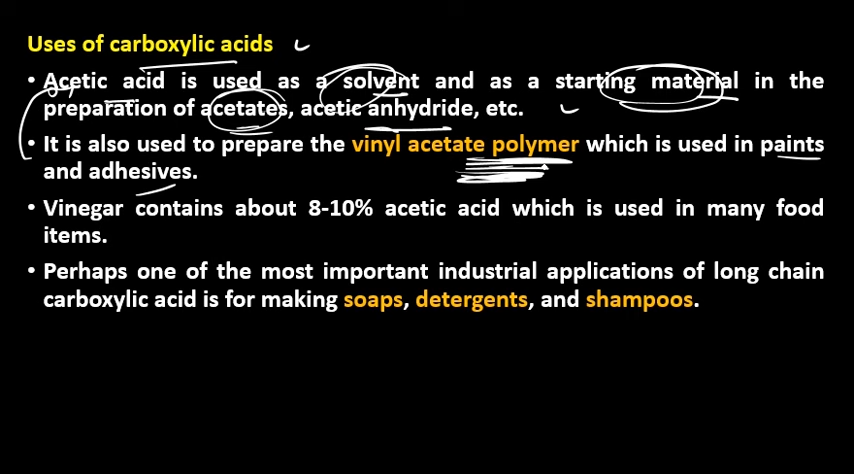 Uses of carboxylic acids
• Acetic acid is used as a solvent and as a starting material in the
preparation of acetates, acetic anhydride, etc.
• It is also used to prepare the vinyl acetate polymer which is used in paints
and adhesives.
• Vinegar contains about 8-10% acetic acid which is used in many food
items.
• Perhaps one of the most important industrial applications of long chain
carboxylic acid is for making soaps, detergents, and shampoos.